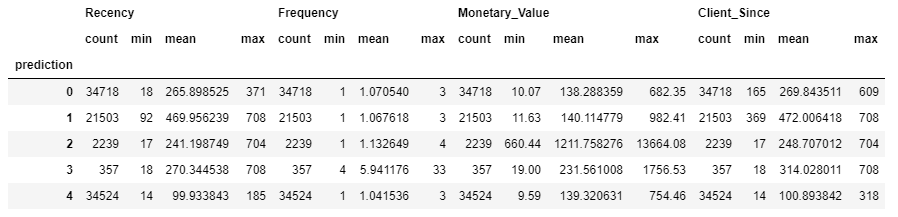 Recency Frequency Monetary_Value Client_Since
count min mean max count min mean max count min mean max count min mean max
prediction
0 34718 18 265.898525 371 34718 1 1.070540 3 34718 10.07 138.288359 682.35 34718 165 269.843511 609
1 21503 92 469.956239 708 21503 1 1.067618 3 21503 11.63 140.114779 982.41 21503 369 472.006418 708
2 2239 17 241.198749 704 2239 1 1.132649 4 2239 660.44 1211.758276 13664.08 2239 17 248.707012 704
3 357 18 270.344538 708 357 4 5.941176 33 357 19.00 231.561008 1756.53 357 18 314.028011 708
4 34524 14 99.933843 185 34524 1 1.041536 3 34524 9.59 139.320631 754.46 34524 14 100.893842 318